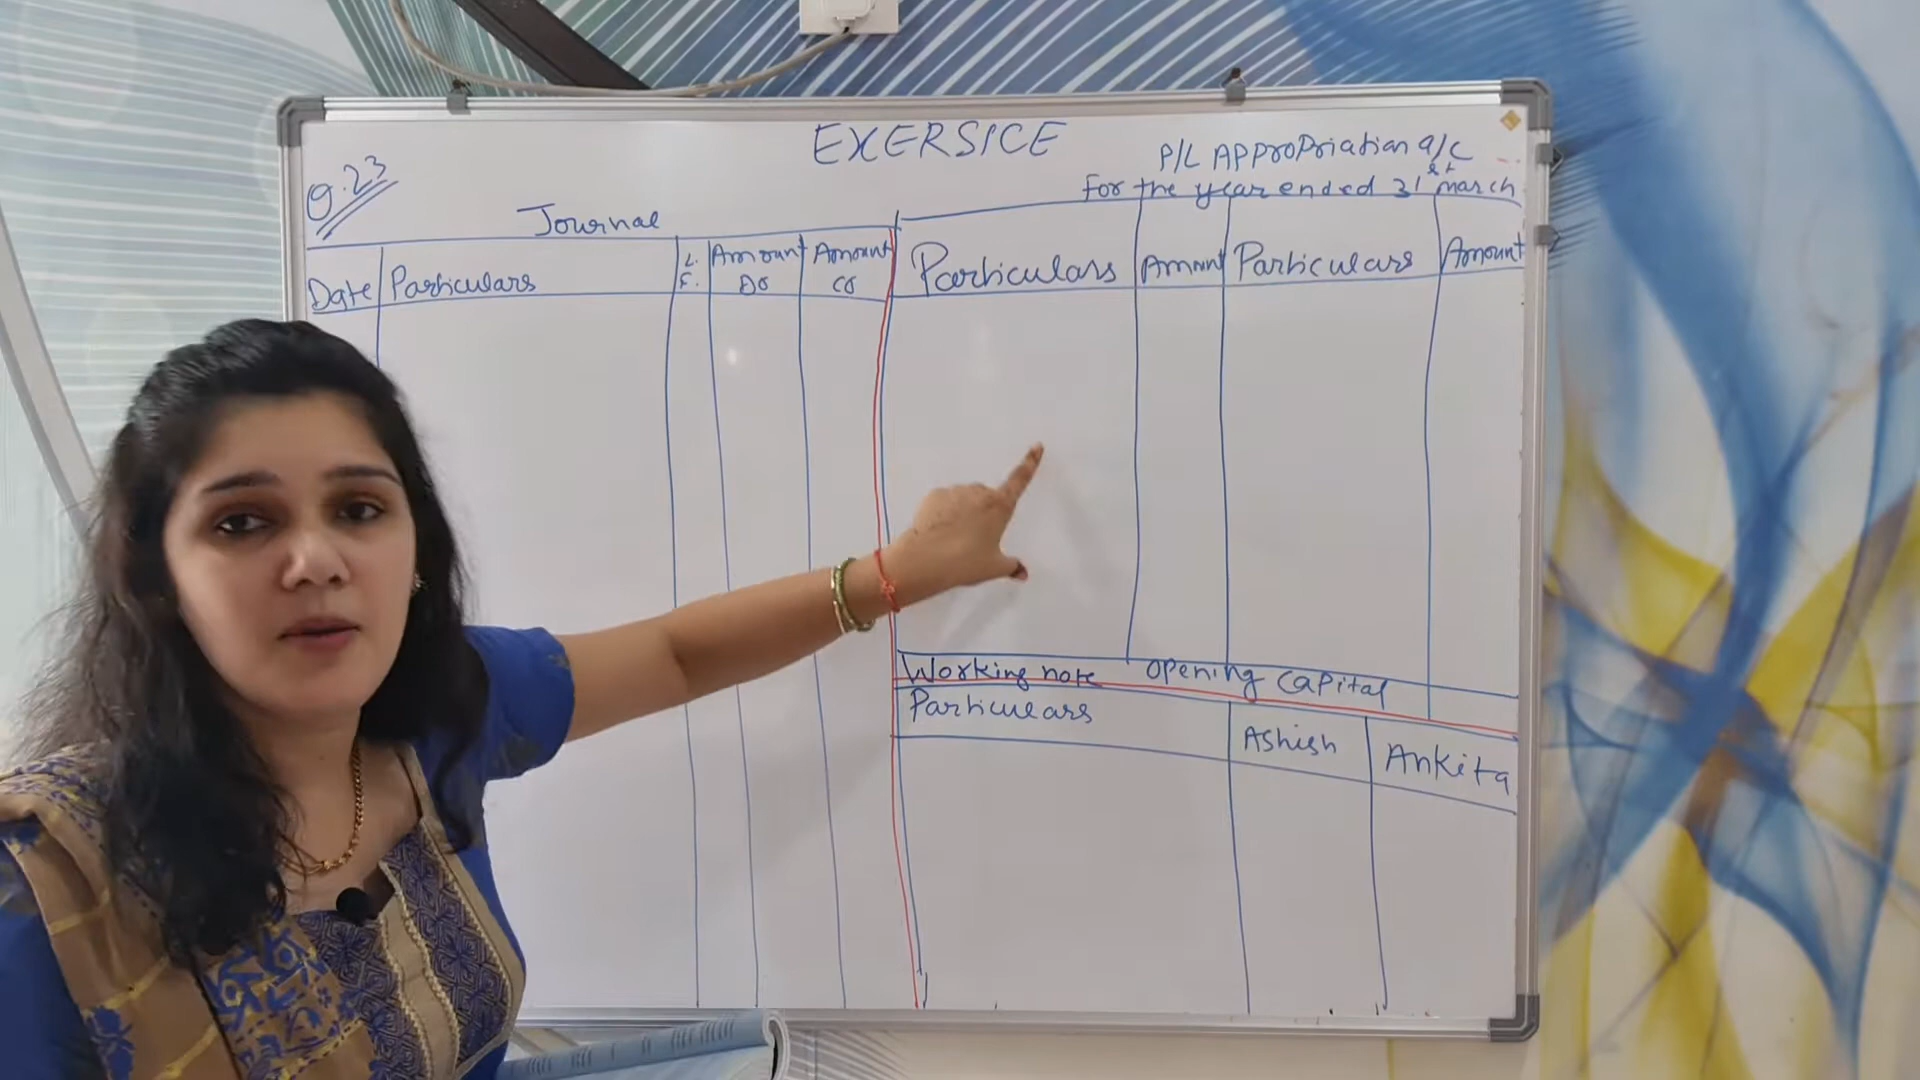 EXERSICE
Q.23
Journal
Date Particulars L.F. Amount Dr Amount Cr
P/L APProPriation a/c
For the year ended 31st march
Particulars Amount Particulars Amount
Working note opening capital
Particulars Ashish Ankita